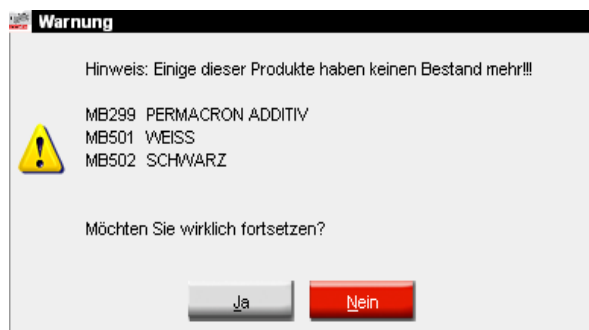 Warnung
Hinweis: Einige dieser Produkte haben keinen Bestand mehr!!!
MB299 PERMACRON ADDITIV
MB501 WEISS
MB502 SCHWARZ
Möchten Sie wirklich fortsetzen?
Ja Nein